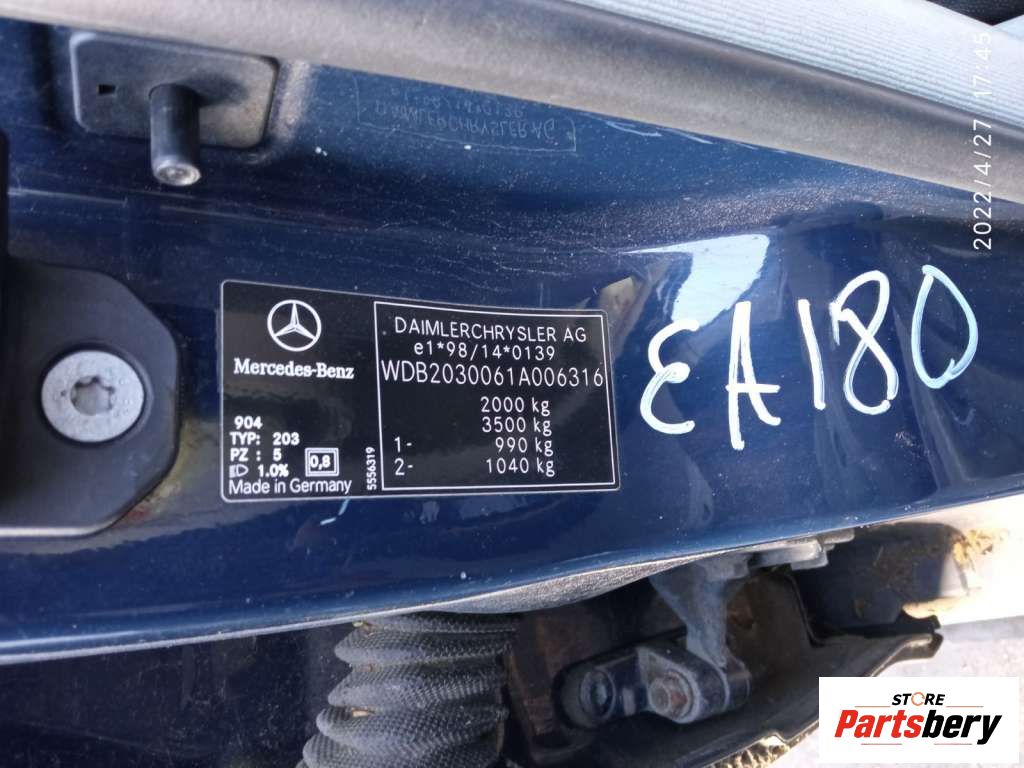 2022/4/27 17:45
Mercedes-Benz
904
TYP: 203
PZ : 5
1.0%
0,8
Made in Germany
5556319
DAIMLERCHRYSLER AG
e1*98/14*0139
WDB2030061A006316
2000 kg
3500 kg
1- 990 kg
2- 1040 kg
EA180
STORE
Partsbery